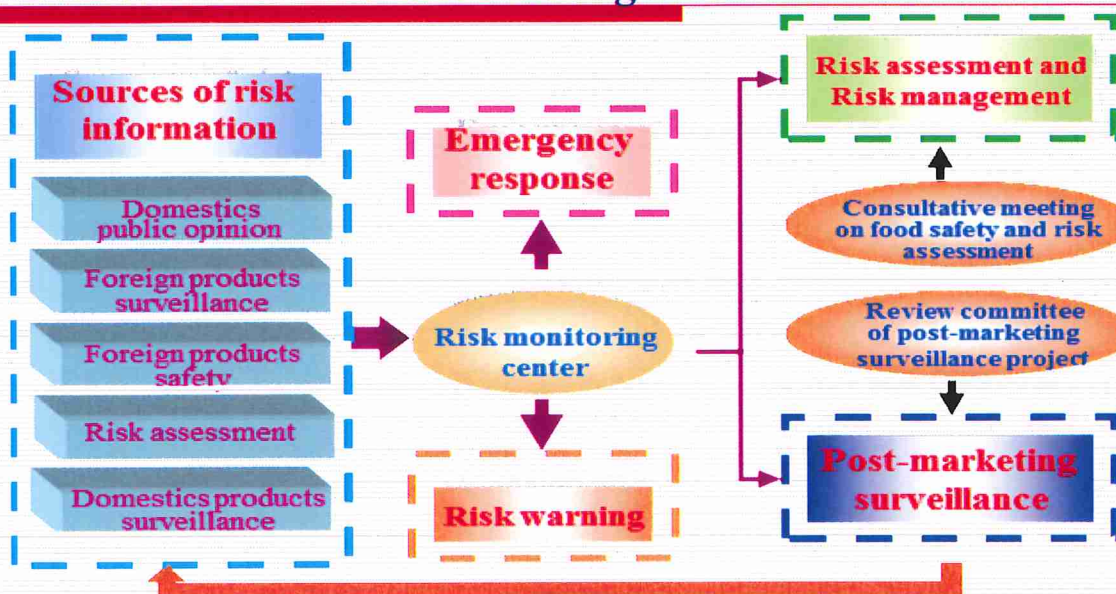 Sources of risk
information
Domestics
public opinion
Foreign products
surveillance
Foreign products
safety
Risk assessment
Domestics products
surveillance
Emergency
response
Risk monitoring
center
Risk warning
Risk assessment and
Risk management
Consultative meeting
on food safety and risk
assessment
Review committee
of post-marketing
surveillance project
Post-marketing
surveillance